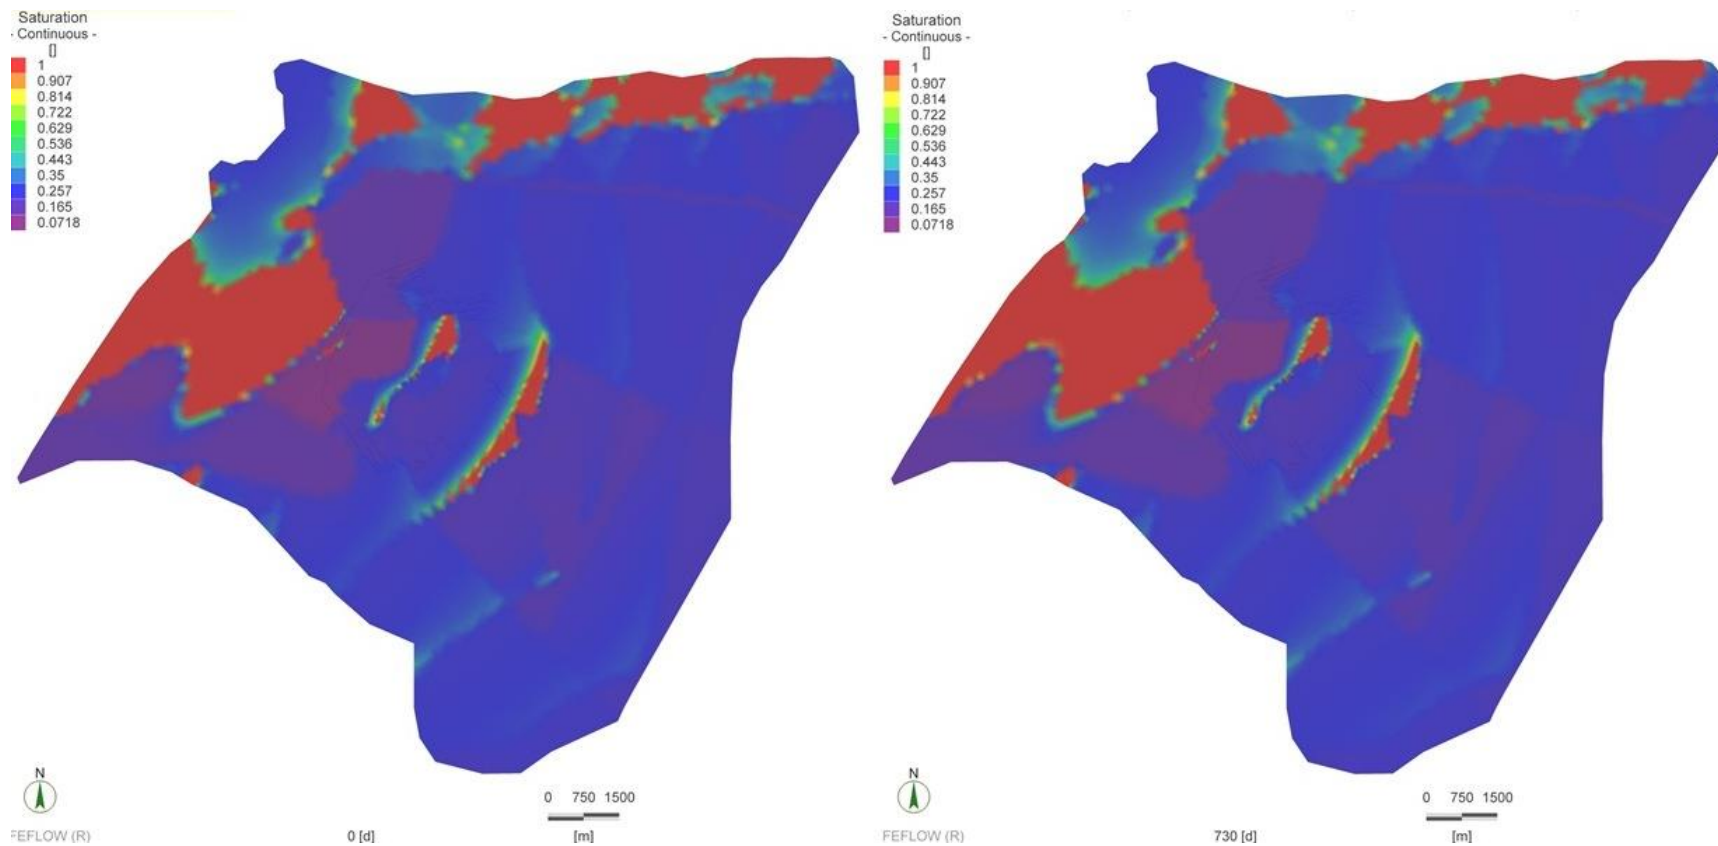 Saturation
- Continuous -
[]
1
0.907
0.814
0.722
0.629
0.536
0.443
0.35
0.257
0.165
0.0718
N
0 750 1500
[m]
FEFLOW (R)
0 [d]
Saturation
- Continuous -
[]
1
0.907
0.814
0.722
0.629
0.536
0.443
0.35
0.257
0.165
0.0718
N
0 750 1500
[m]
FEFLOW (R)
730 [d]